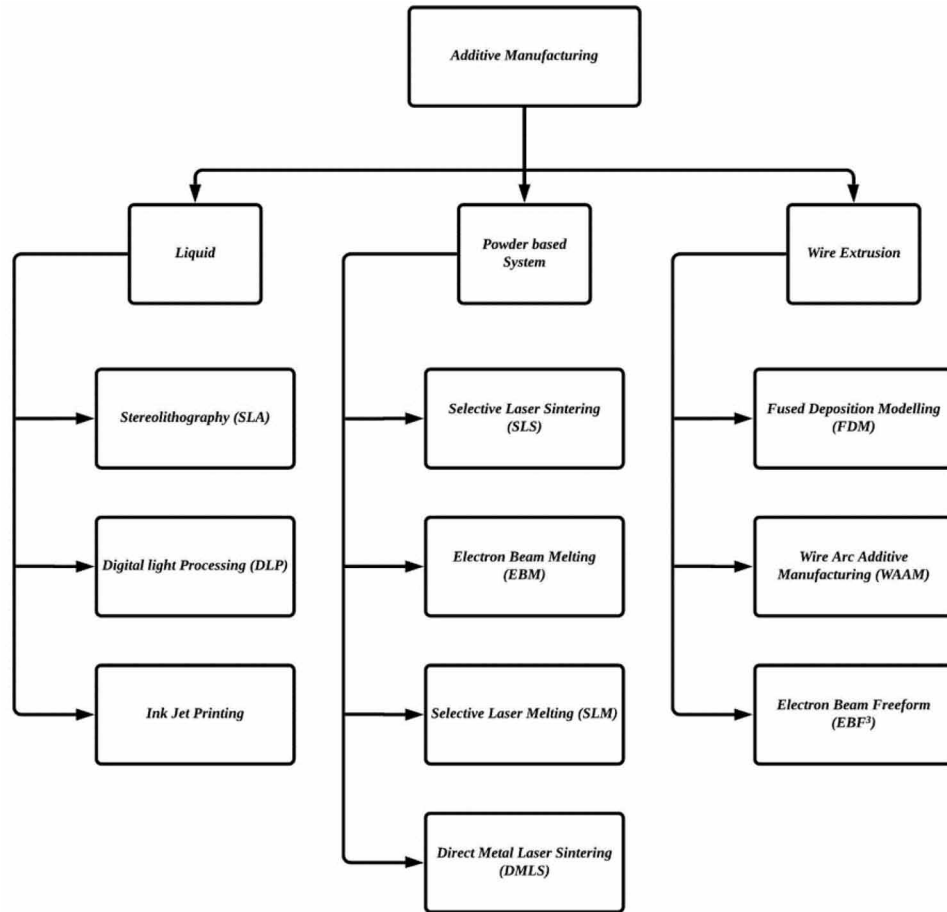 Additive Manufacturing
Liquid
Powder based
System
Wire Extrusion
Stereolithography (SLA)
Selective Laser Sintering
(SLS)
Fused Deposition Modelling
(FDM)
Digital light Processing (DLP)
Electron Beam Melting
(EBM)
Wire Arc Additive
Manufacturing (WAAM)
Ink Jet Printing
Selective Laser Melting (SLM)
Electron Beam Freeform
(EBF³)
Direct Metal Laser Sintering
(DMLS)